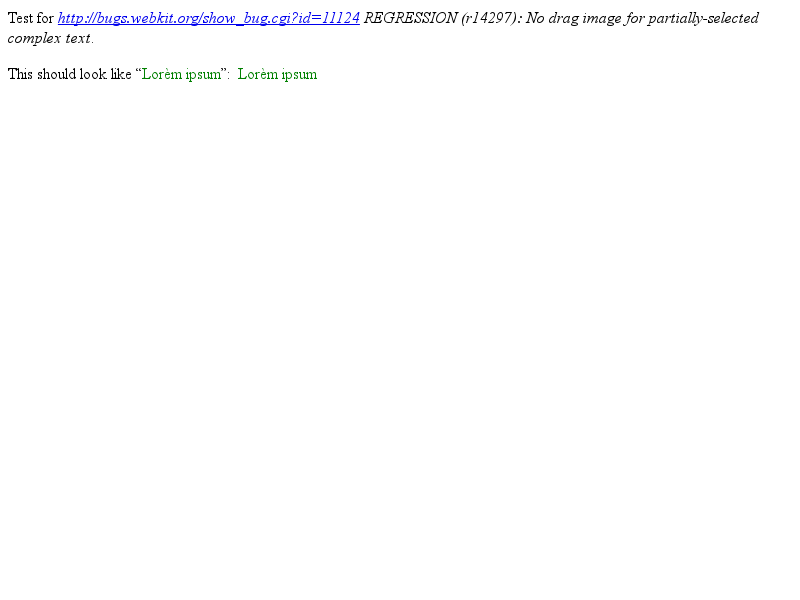 Test for http://bugs.webkit.org/show_bug.cgi?id=11124 REGRESSION (r14297): No drag image for partially-selected
complex text.
This should look like “Lorèm ipsum”: Lorèm ipsum